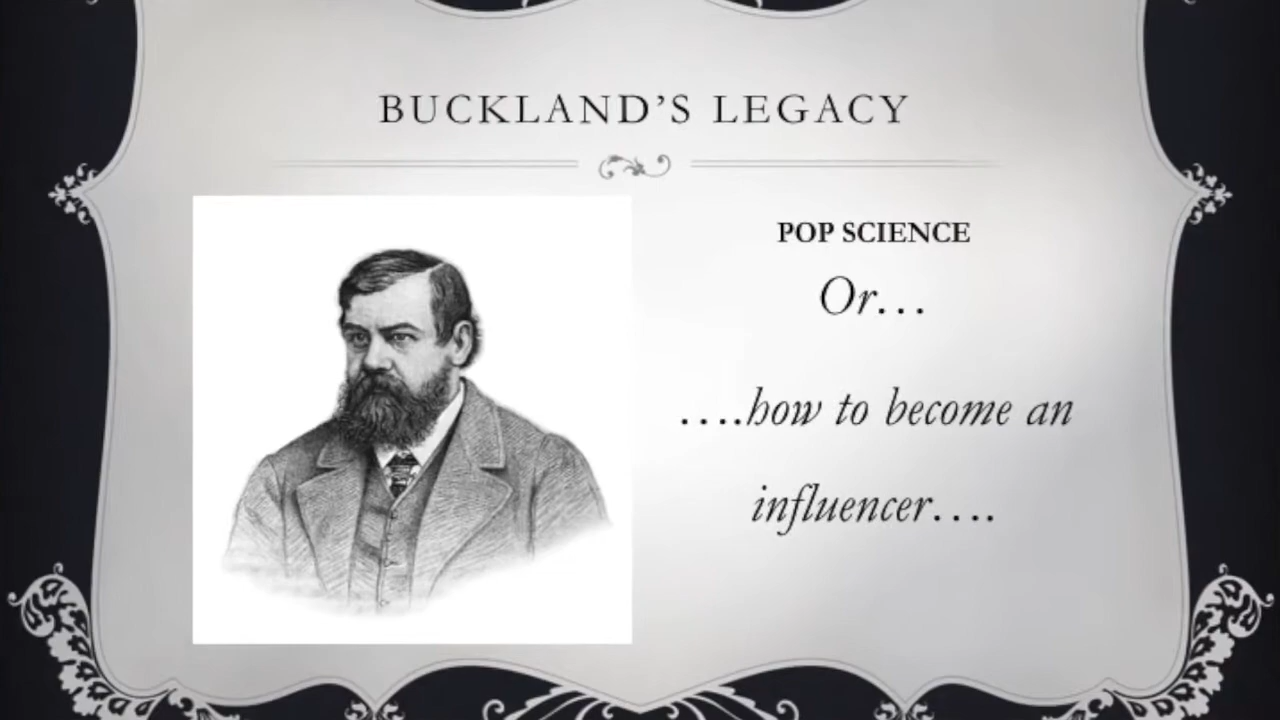 BUCKLAND'S LEGACY
POP SCIENCE
Or…
….how to become an
influencer….